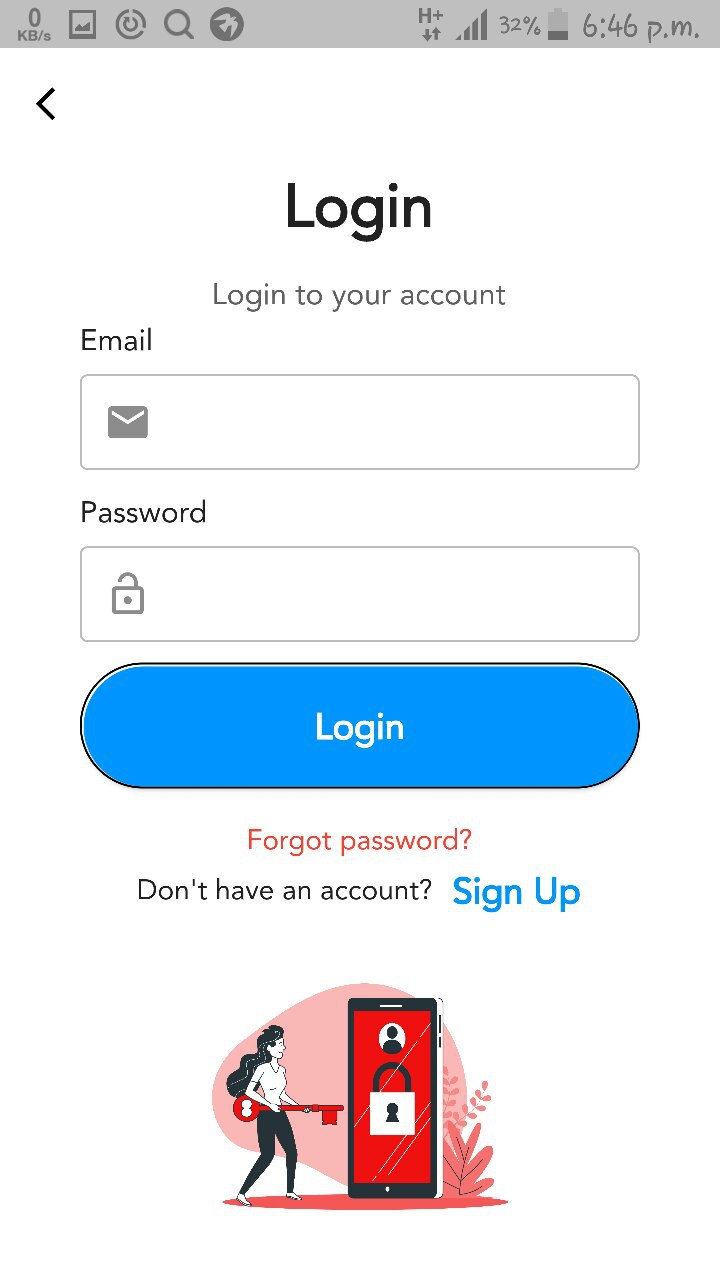 0
KB/s
H+
32%
6:46 p.m.
Login
Login to your account
Email
Password
Login
Forgot password?
Don't have an account? Sign Up